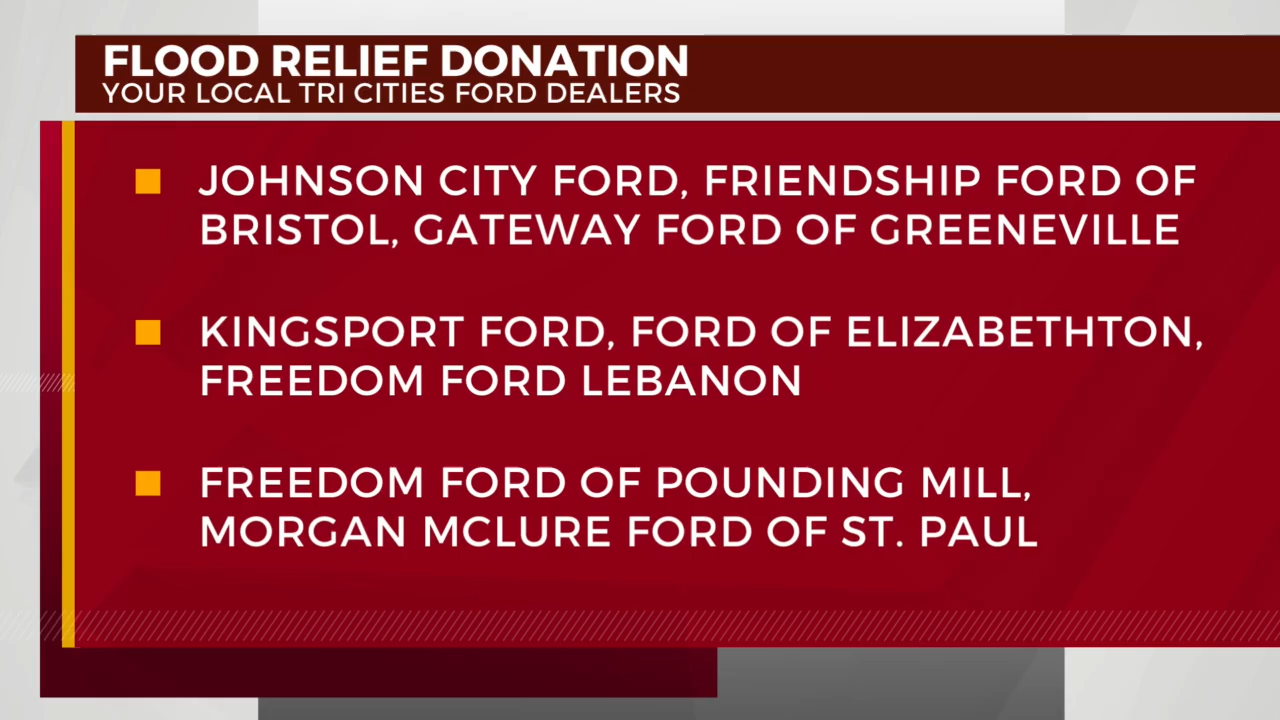 FLOOD RELIEF DONATION
YOUR LOCAL TRI CITIES FORD DEALERS
JOHNSON CITY FORD, FRIENDSHIP FORD OF
BRISTOL, GATEWAY FORD OF GREENEVILLE
KINGSPORT FORD, FORD OF ELIZABETHTON,
FREEDOM FORD LEBANON
FREEDOM FORD OF POUNDING MILL,
MORGAN MCLURE FORD OF ST. PAUL